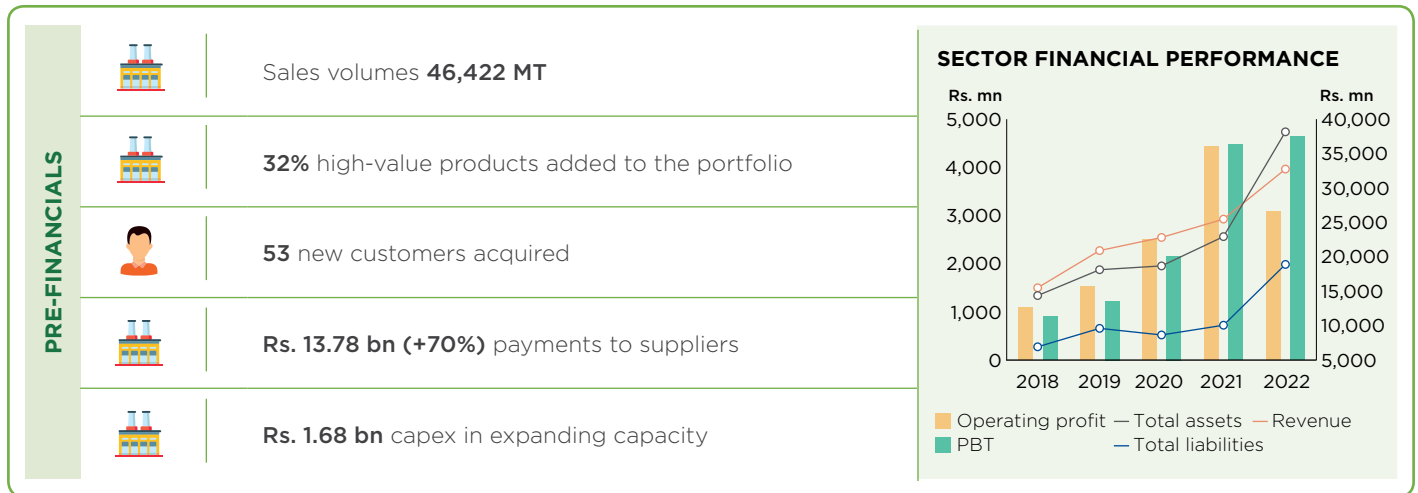 PRE-FINANCIALS
Sales volumes 46,422 MT
32% high-value products added to the portfolio
53 new customers acquired
Rs. 13.78 bn (+70%) payments to suppliers
Rs. 1.68 bn capex in expanding capacity
SECTOR FINANCIAL PERFORMANCE
Rs. mn Rs. mn
5,000 40,000
35,000
4,000
30,000
3,000
25,000
2,000
20,000
15,000
1,000
10,000
0 5,000
2018 2019 2020 2021 2022
Operating profit Total assets Revenue
PBT Total liabilities